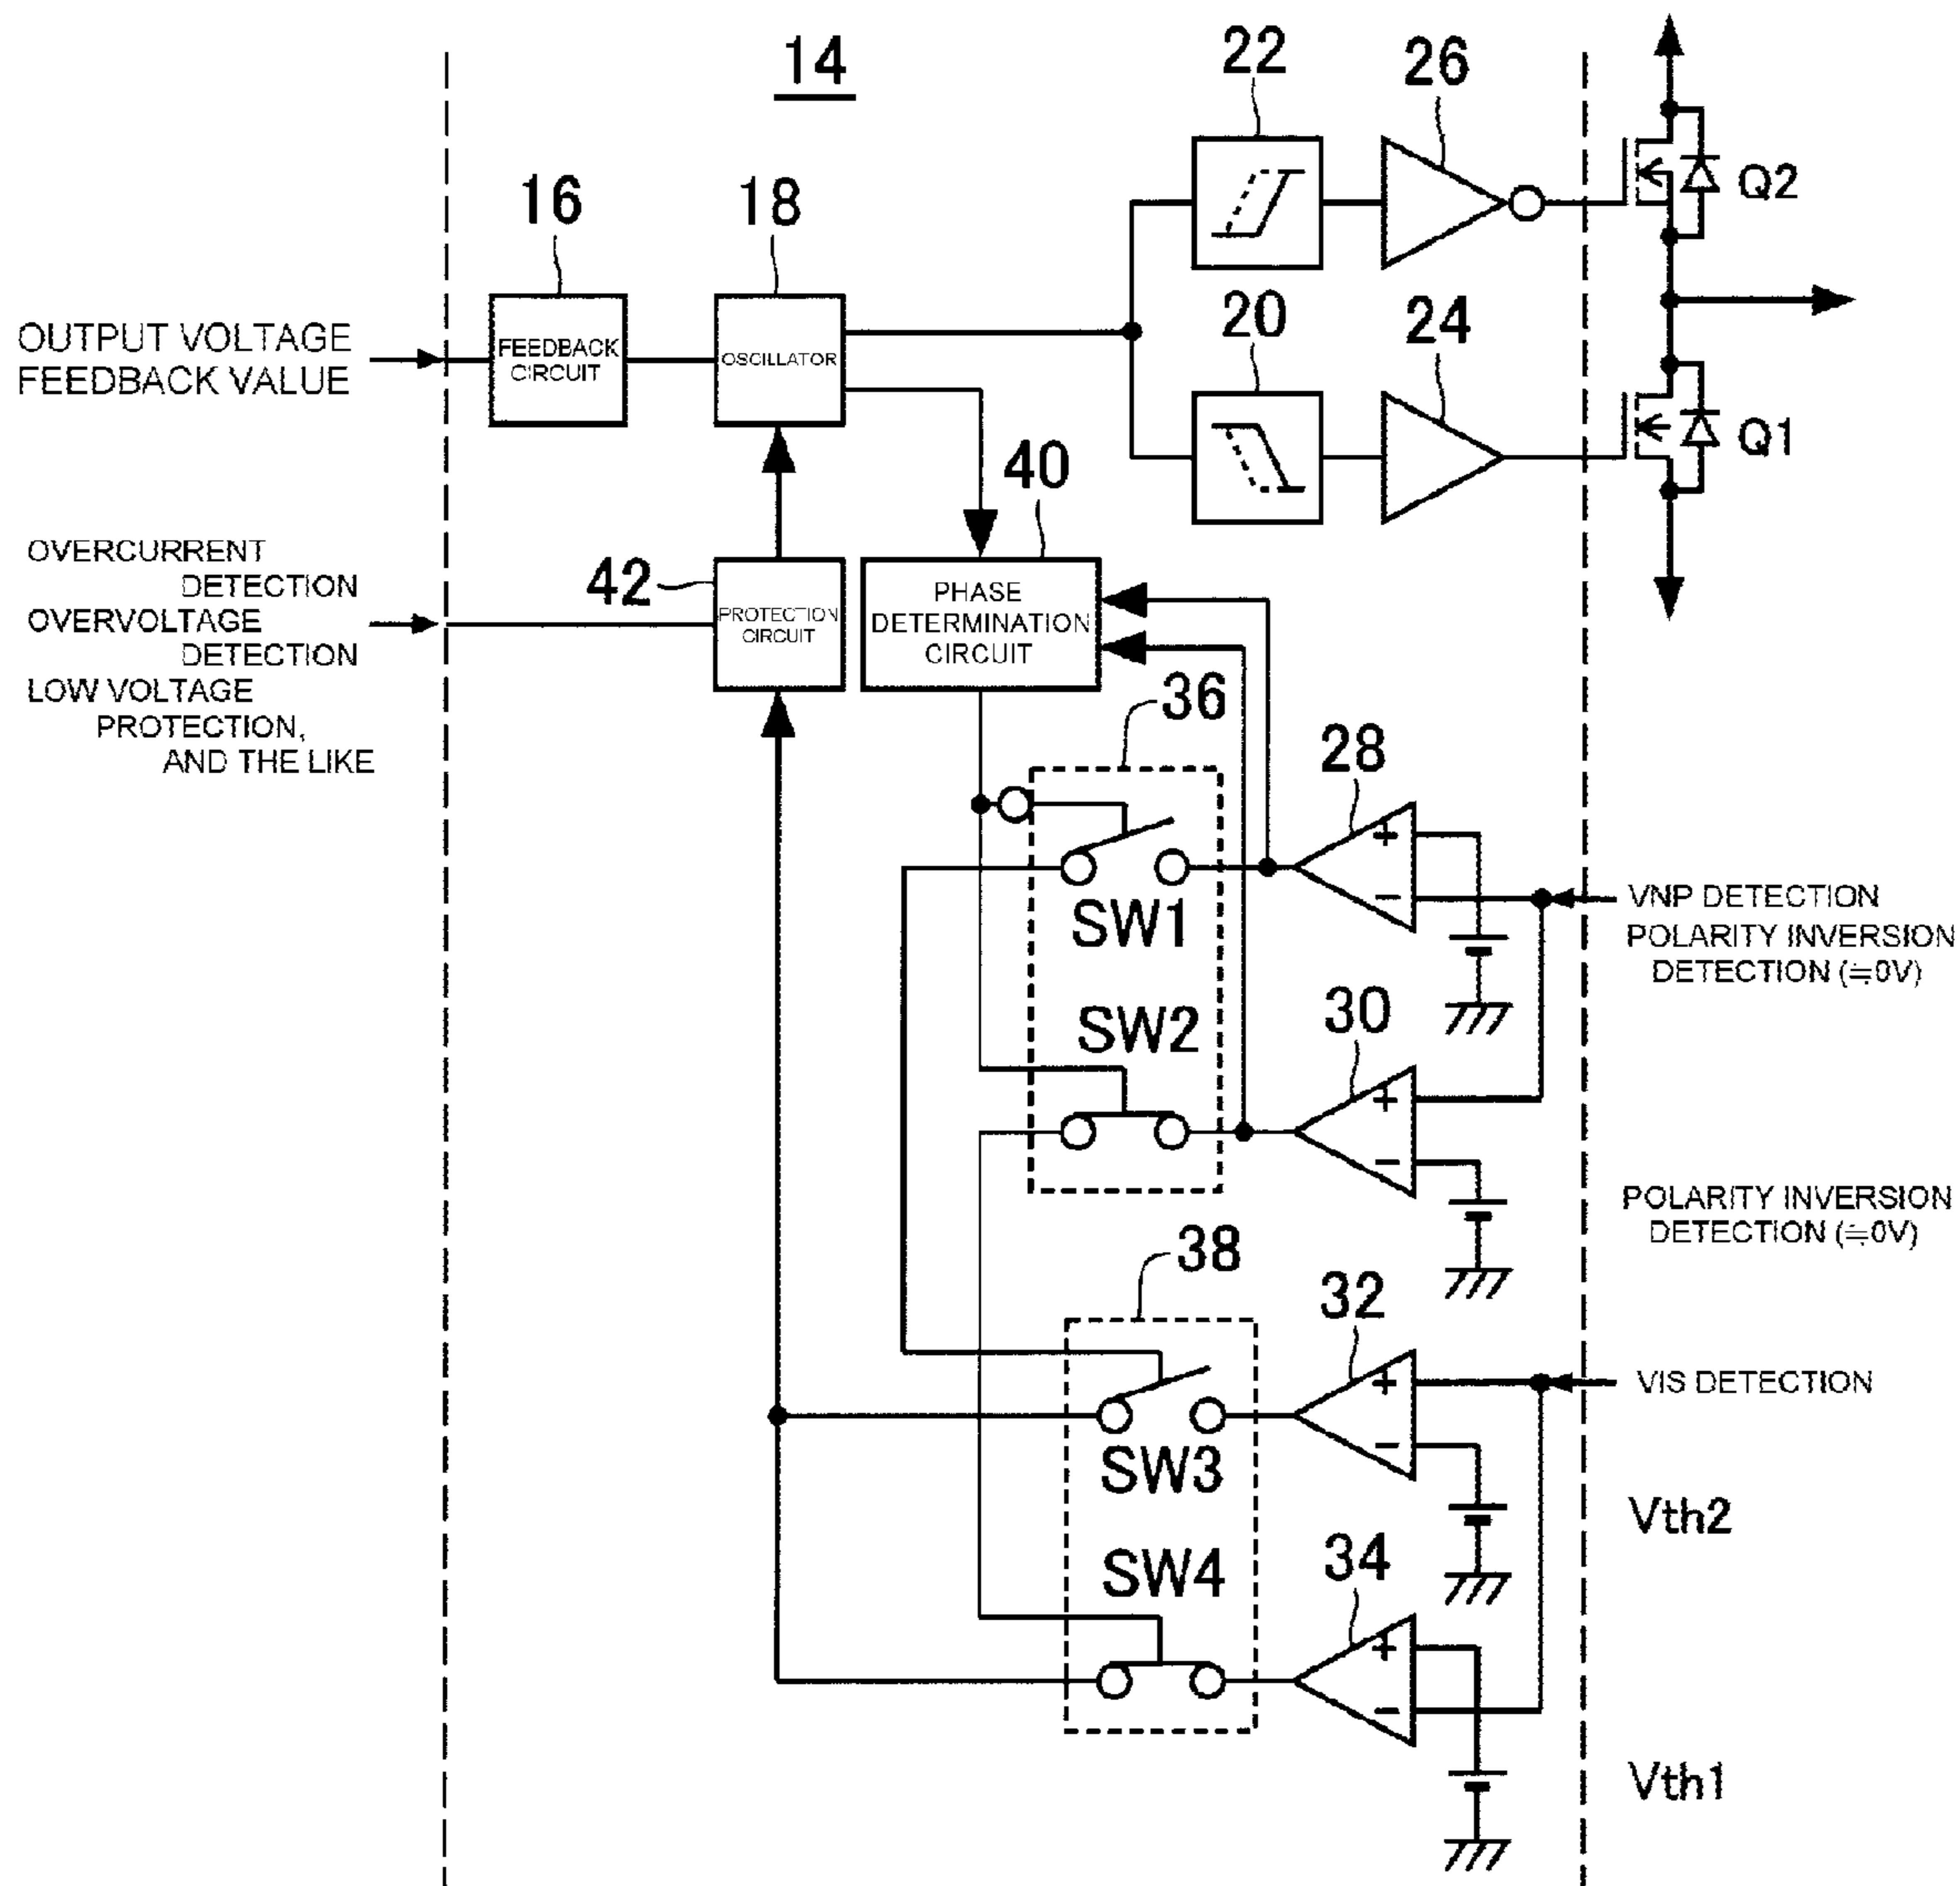 14
22
26
Q2
16
18
OUTPUT VOLTAGE
FEEDBACK VALUE
FEEDBACK
CIRCUIT
OSCILLATOR
20
24
Q1
40
OVERCURRENT
DETECTION
OVERVOLTAGE
DETECTION
LOW VOLTAGE
PROTECTION,
AND THE LIKE
42
PROTECTION
CIRCUIT
PHASE
DETERMINATION
CIRCUIT
36
28
+
−
SW1
VNP DETECTION
POLARITY INVERSION
DETECTION (≒0V)
SW2
30
+
−
POLARITY INVERSION
DETECTION (≒0V)
38
32
+
−
VIS DETECTION
SW3
Vth2
SW4
34
+
−
Vth1